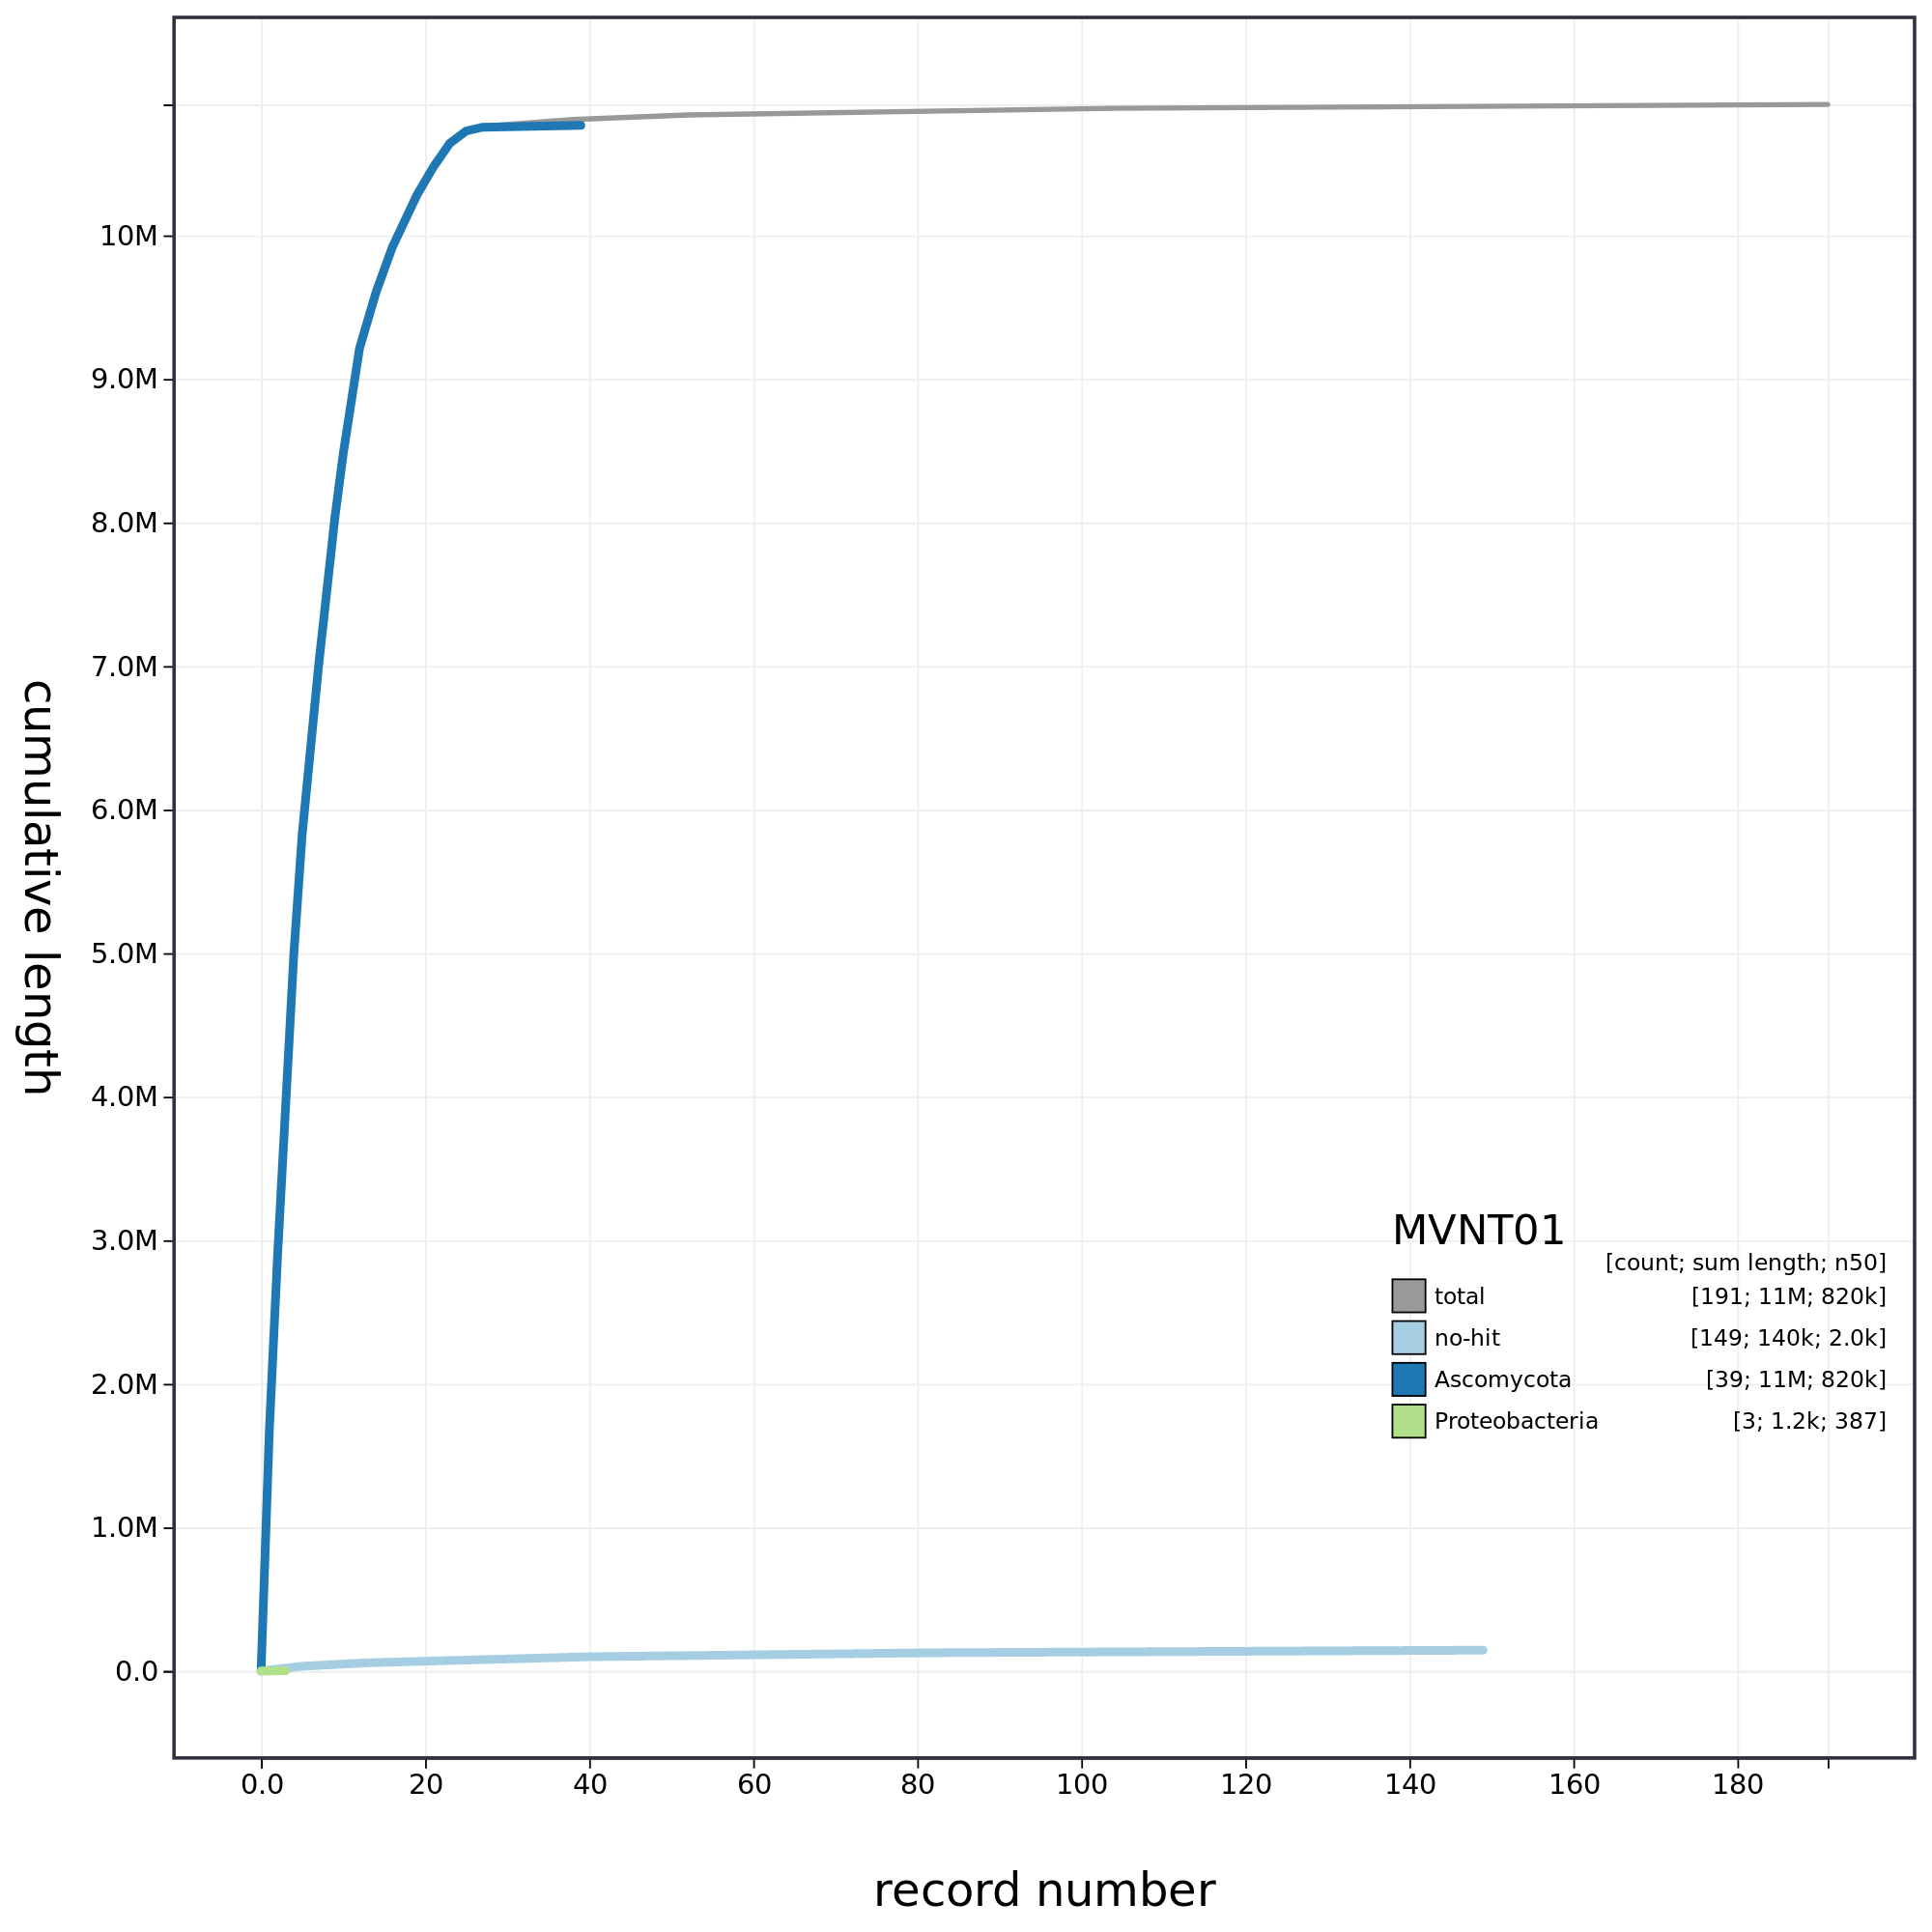 10M
9.0M
8.0M
7.0M
6.0M
5.0M
4.0M
3.0M
2.0M
1.0M
0.0
cumulative length
MVNT01
[count; sum length; n50]
total [191; 11M; 820k]
no-hit [149; 140k; 2.0k]
Ascomycota [39; 11M; 820k]
Proteobacteria [3; 1.2k; 387]
0.0 20 40 60 80 100 120 140 160 180
record number